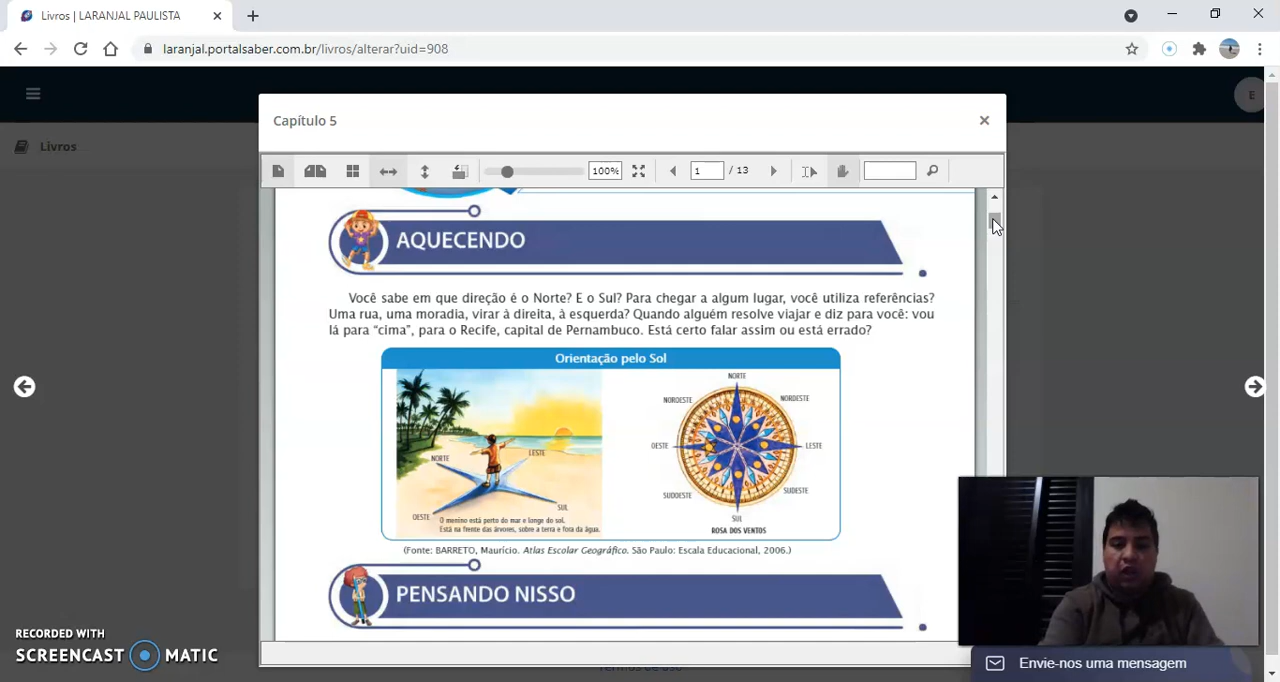 Livros | LARANJAL PAULISTA
laranjal.portalsaber.com.br/livros/alterar?uid=908
E
Livros
Capítulo 5
100%
1
/ 13
AQUECENDO
Você sabe em que direção é o Norte? E o Sul? Para chegar a algum lugar, você utiliza referências?
Uma rua, uma moradia, virar à direita, à esquerda? Quando alguém resolve viajar e diz para você: vou
lá para “cima”, para o Recife, capital de Pernambuco. Está certo falar assim ou está errado?
Orientação pelo Sol
NORTE
LESTE
OESTE
SUL
O menino está perto do mar e longe do sol.
Está na frente das árvores, sobre a terra e fora da água.
NORTE
NOROESTE
NORDESTE
OESTE
LESTE
SUDOESTE
SUDESTE
SUL
ROSA DOS VENTOS
(Fonte: BARRETO, Maurício. Atlas Escolar Geográfico. São Paulo: Escala Educacional, 2006.)
PENSANDO NISSO
RECORDED WITH
SCREENCAST MATIC
Envie-nos uma mensagem